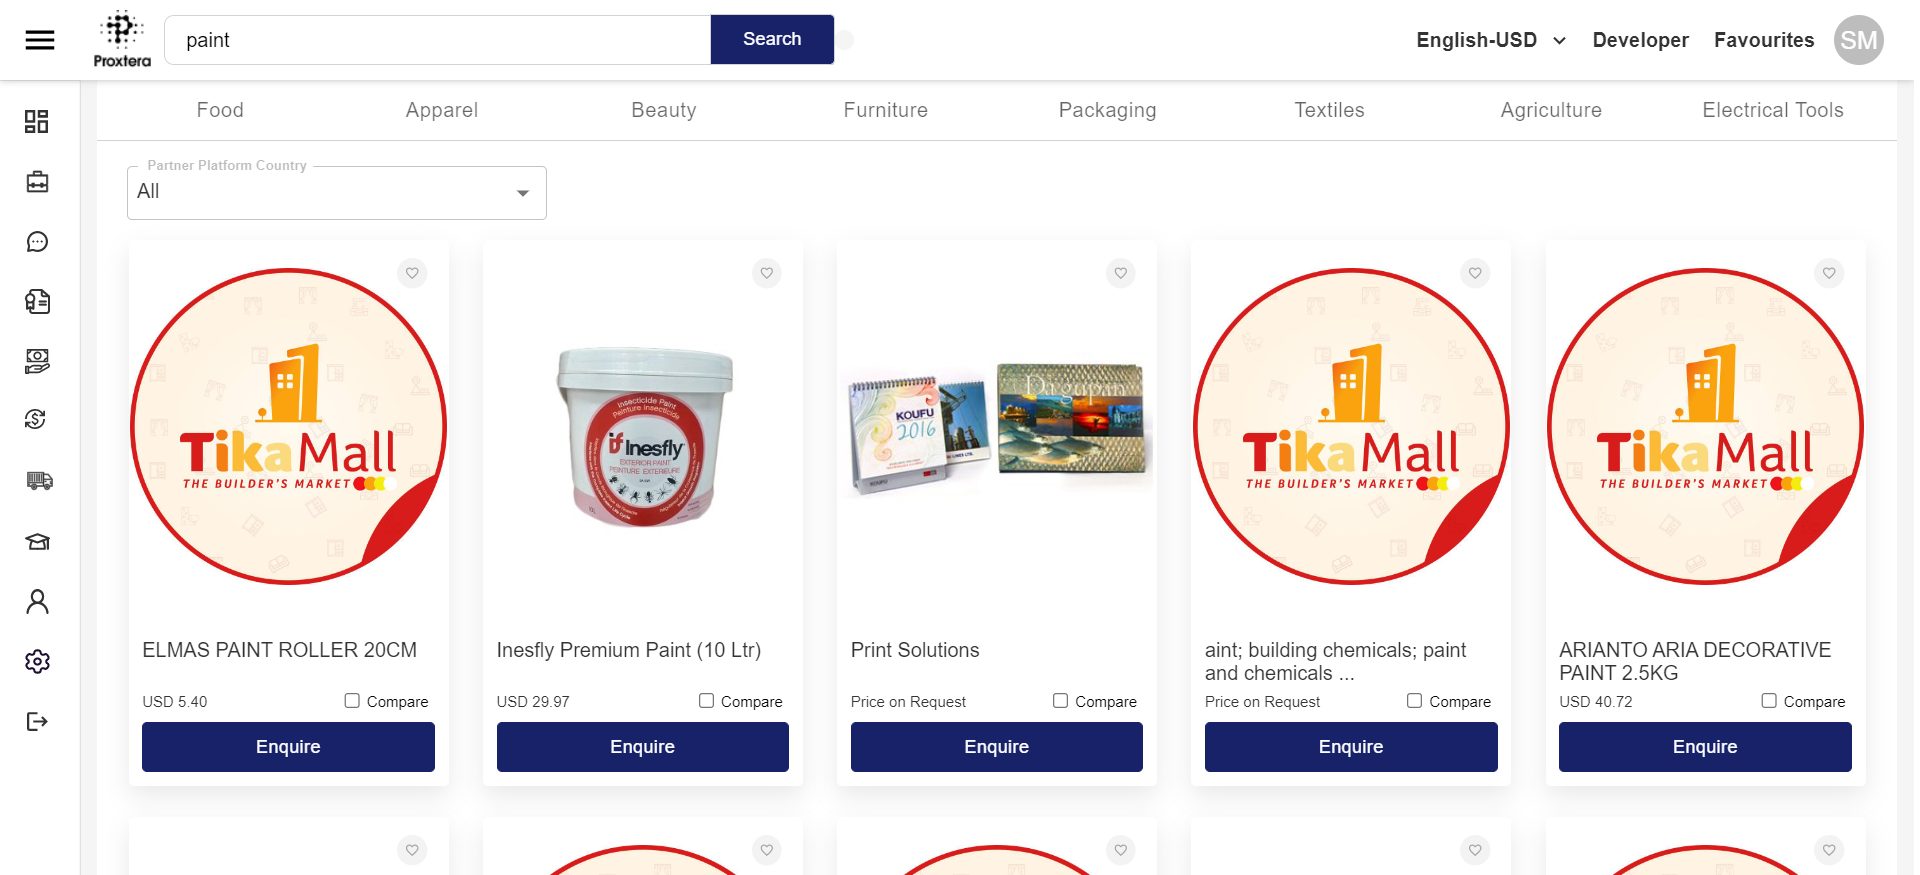 Proxtera
paint
Search
English-USD
Developer
Favourites
SM
Food
Apparel
Beauty
Furniture
Packaging
Textiles
Agriculture
Electrical Tools
Partner Platform Country
All
TikaMall
THE BUILDER'S MARKET
ELMAS PAINT ROLLER 20CM
USD 5.40
Compare
Enquire
Insecticide Paint
Peinture Insecticide
Inesfly
EXTERIOR PAINT
PEINTURE EXTERIEURE
Inesfly Premium Paint (10 Ltr)
USD 29.97
Compare
Enquire
KOUFU
2016
KOUFU
Dagupan
Print Solutions
Price on Request
Compare
Enquire
TikaMall
THE BUILDER'S MARKET
aint; building chemicals; paint
and chemicals ...
Price on Request
Compare
Enquire
TikaMall
THE BUILDER'S MARKET
ARIANTO ARIA DECORATIVE
PAINT 2.5KG
USD 40.72
Compare
Enquire